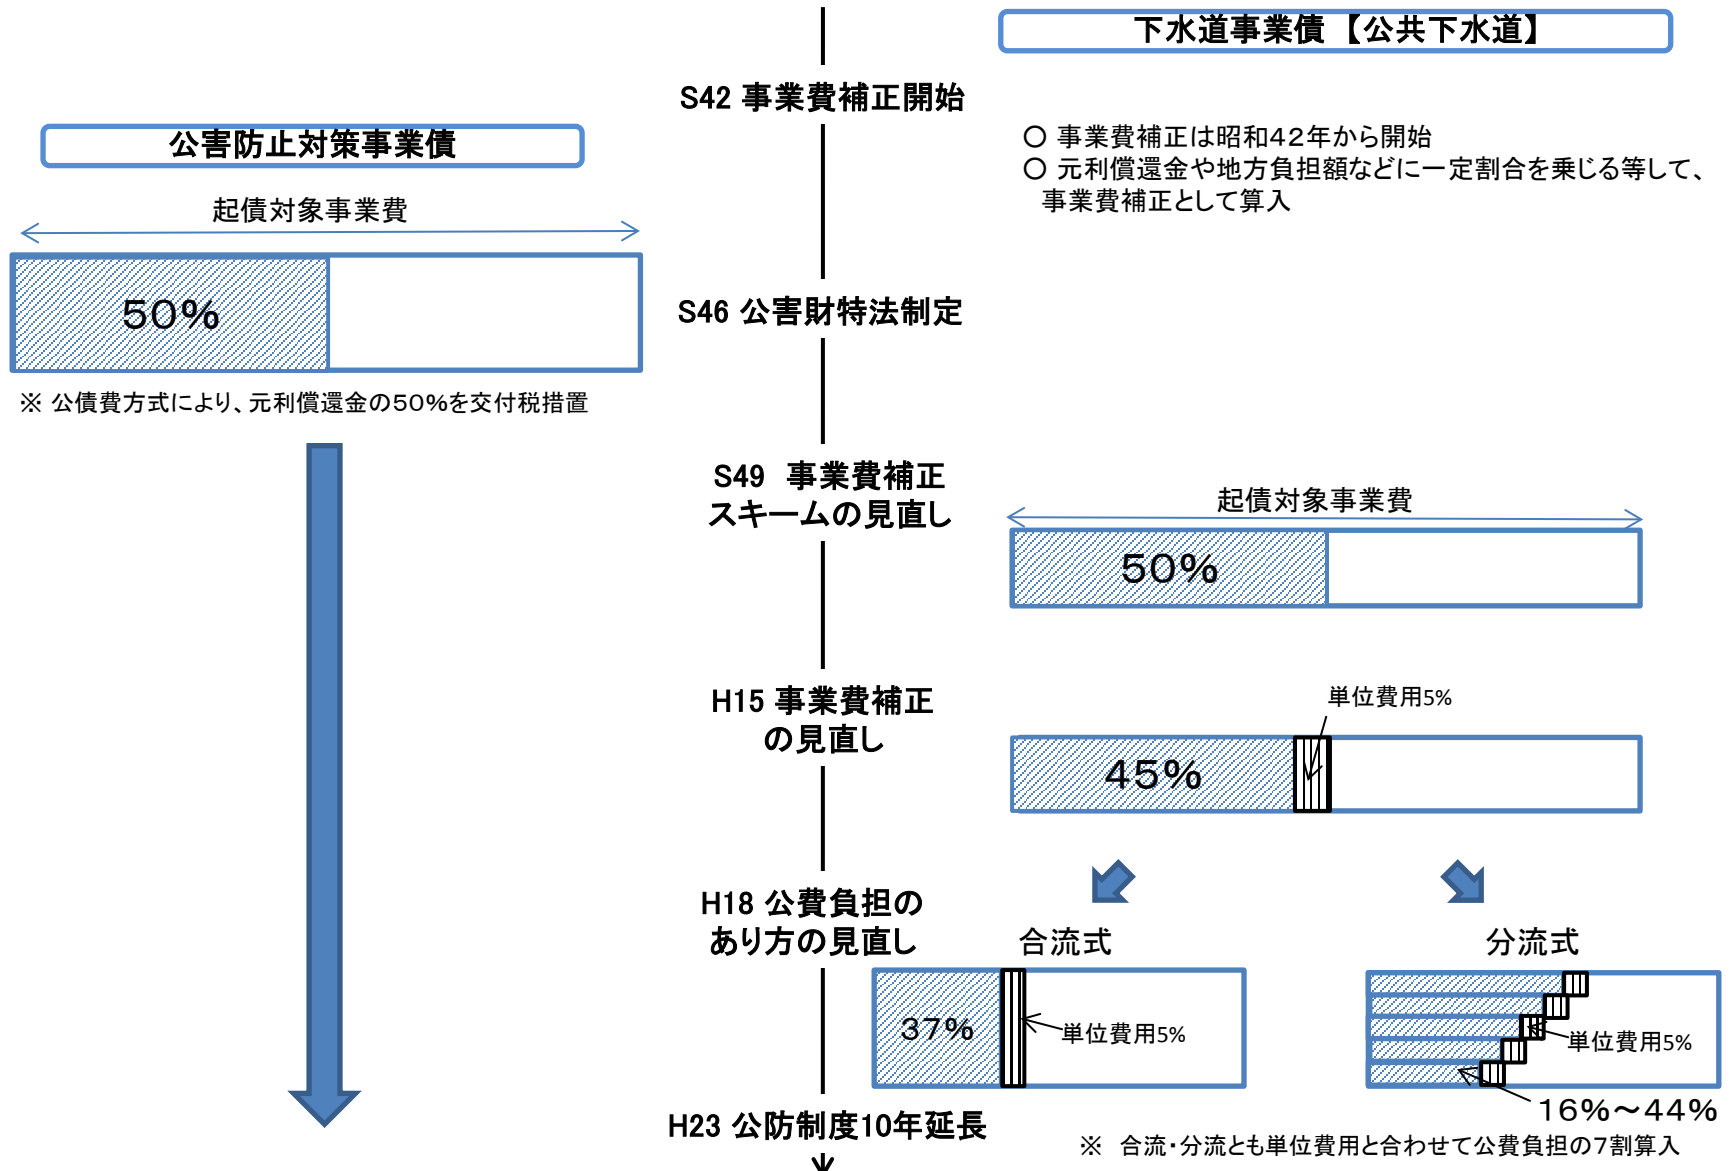 下水道事業債【公共下水道】
S42 事業費補正開始
○ 事業費補正は昭和42年から開始
○ 元利償還金や地方負担額などに一定割合を乗じる等して、
事業費補正として算入
公害防止対策事業債
起債対象事業費
50%
S46 公害財特法制定
※ 公債費方式により、元利償還金の50%を交付税措置
S49 事業費補正
スキームの見直し
起債対象事業費
50%
H15 事業費補正
の見直し
単位費用5%
45%
H18 公費負担の
あり方の見直し
合流式
分流式
37%
単位費用5%
単位費用5%
16%～44%
H23 公防制度10年延長
※ 合流・分流とも単位費用と合わせて公費負担の7割算入